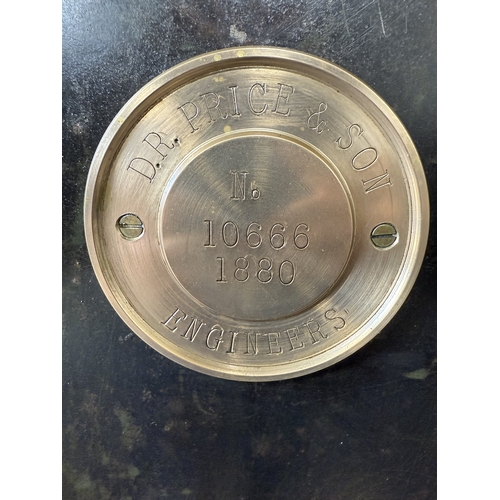 D.R. PRICE & SON
No
10666
1880
ENGINEERS